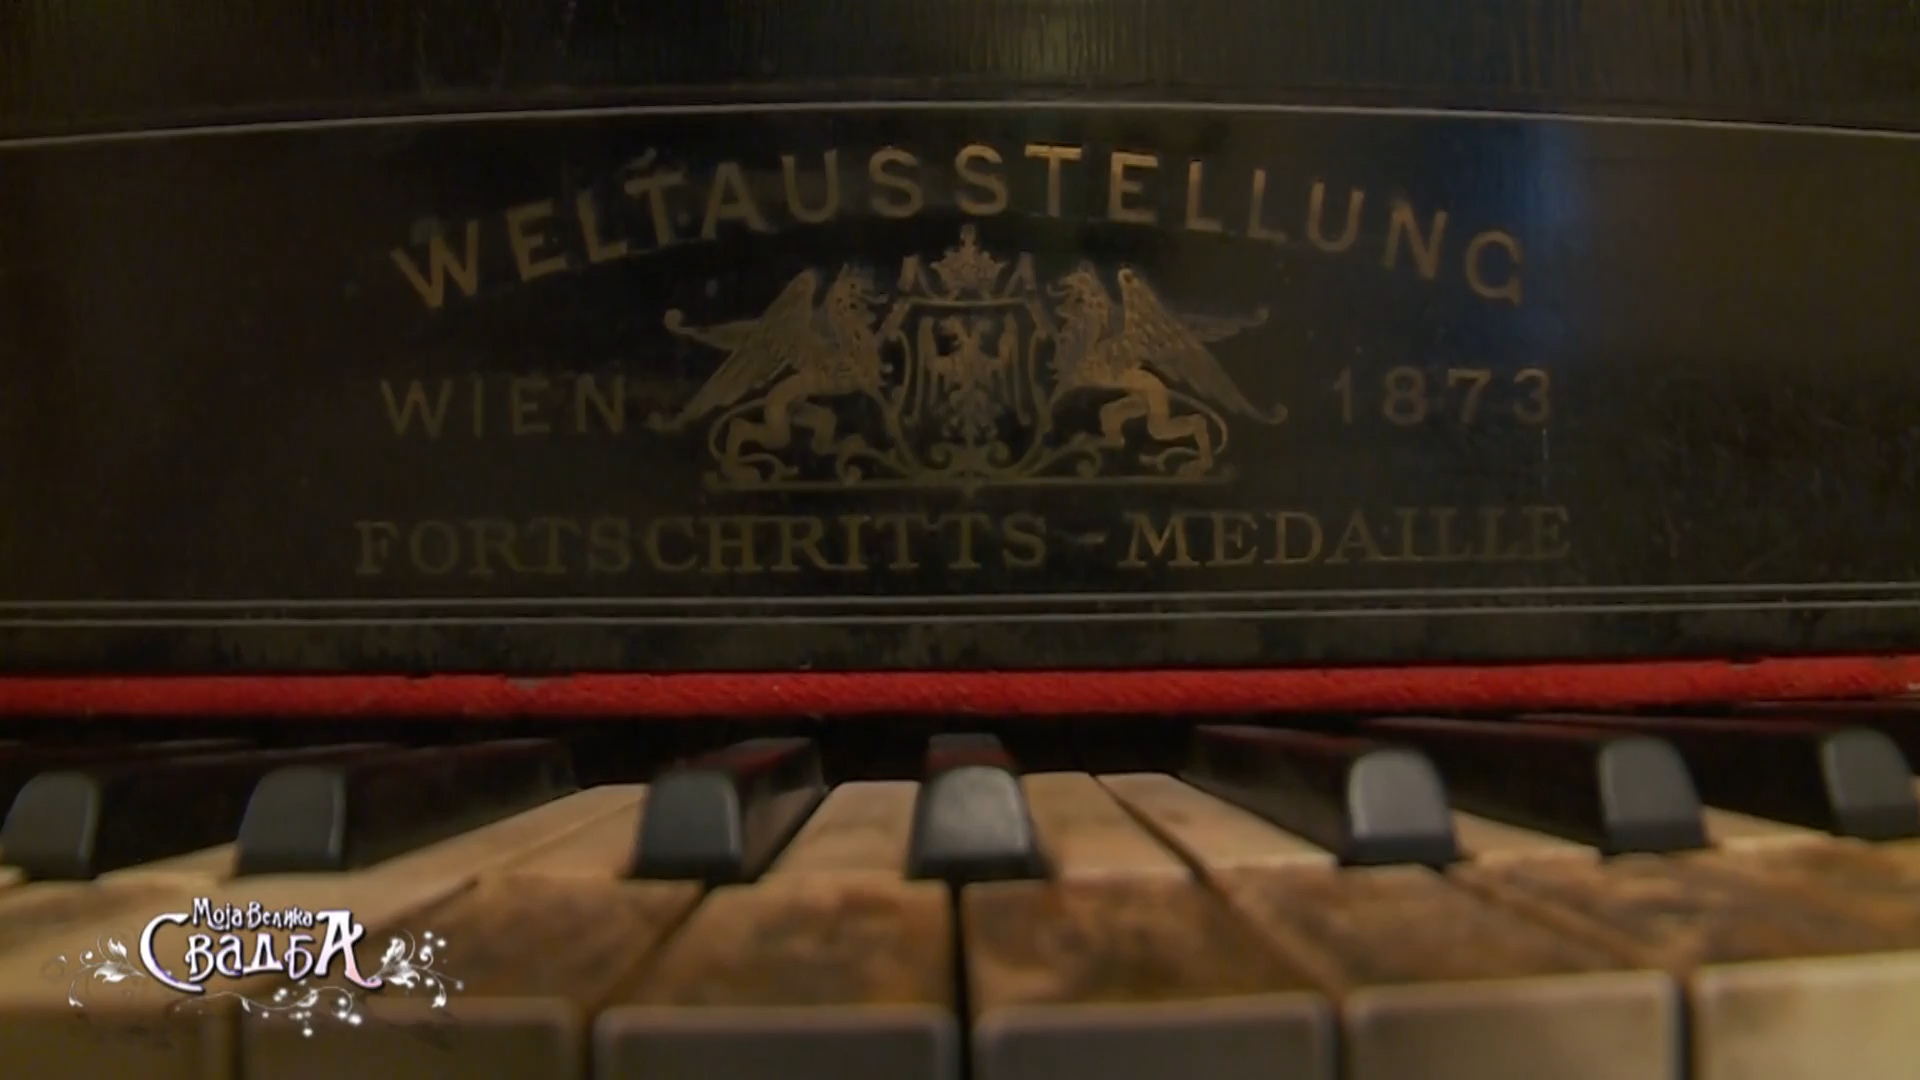 WELTAUSSTELLUNG
WIEN 1873
FORTSCHRITTS-MEDAILLE
Моја Велика
СвадбА